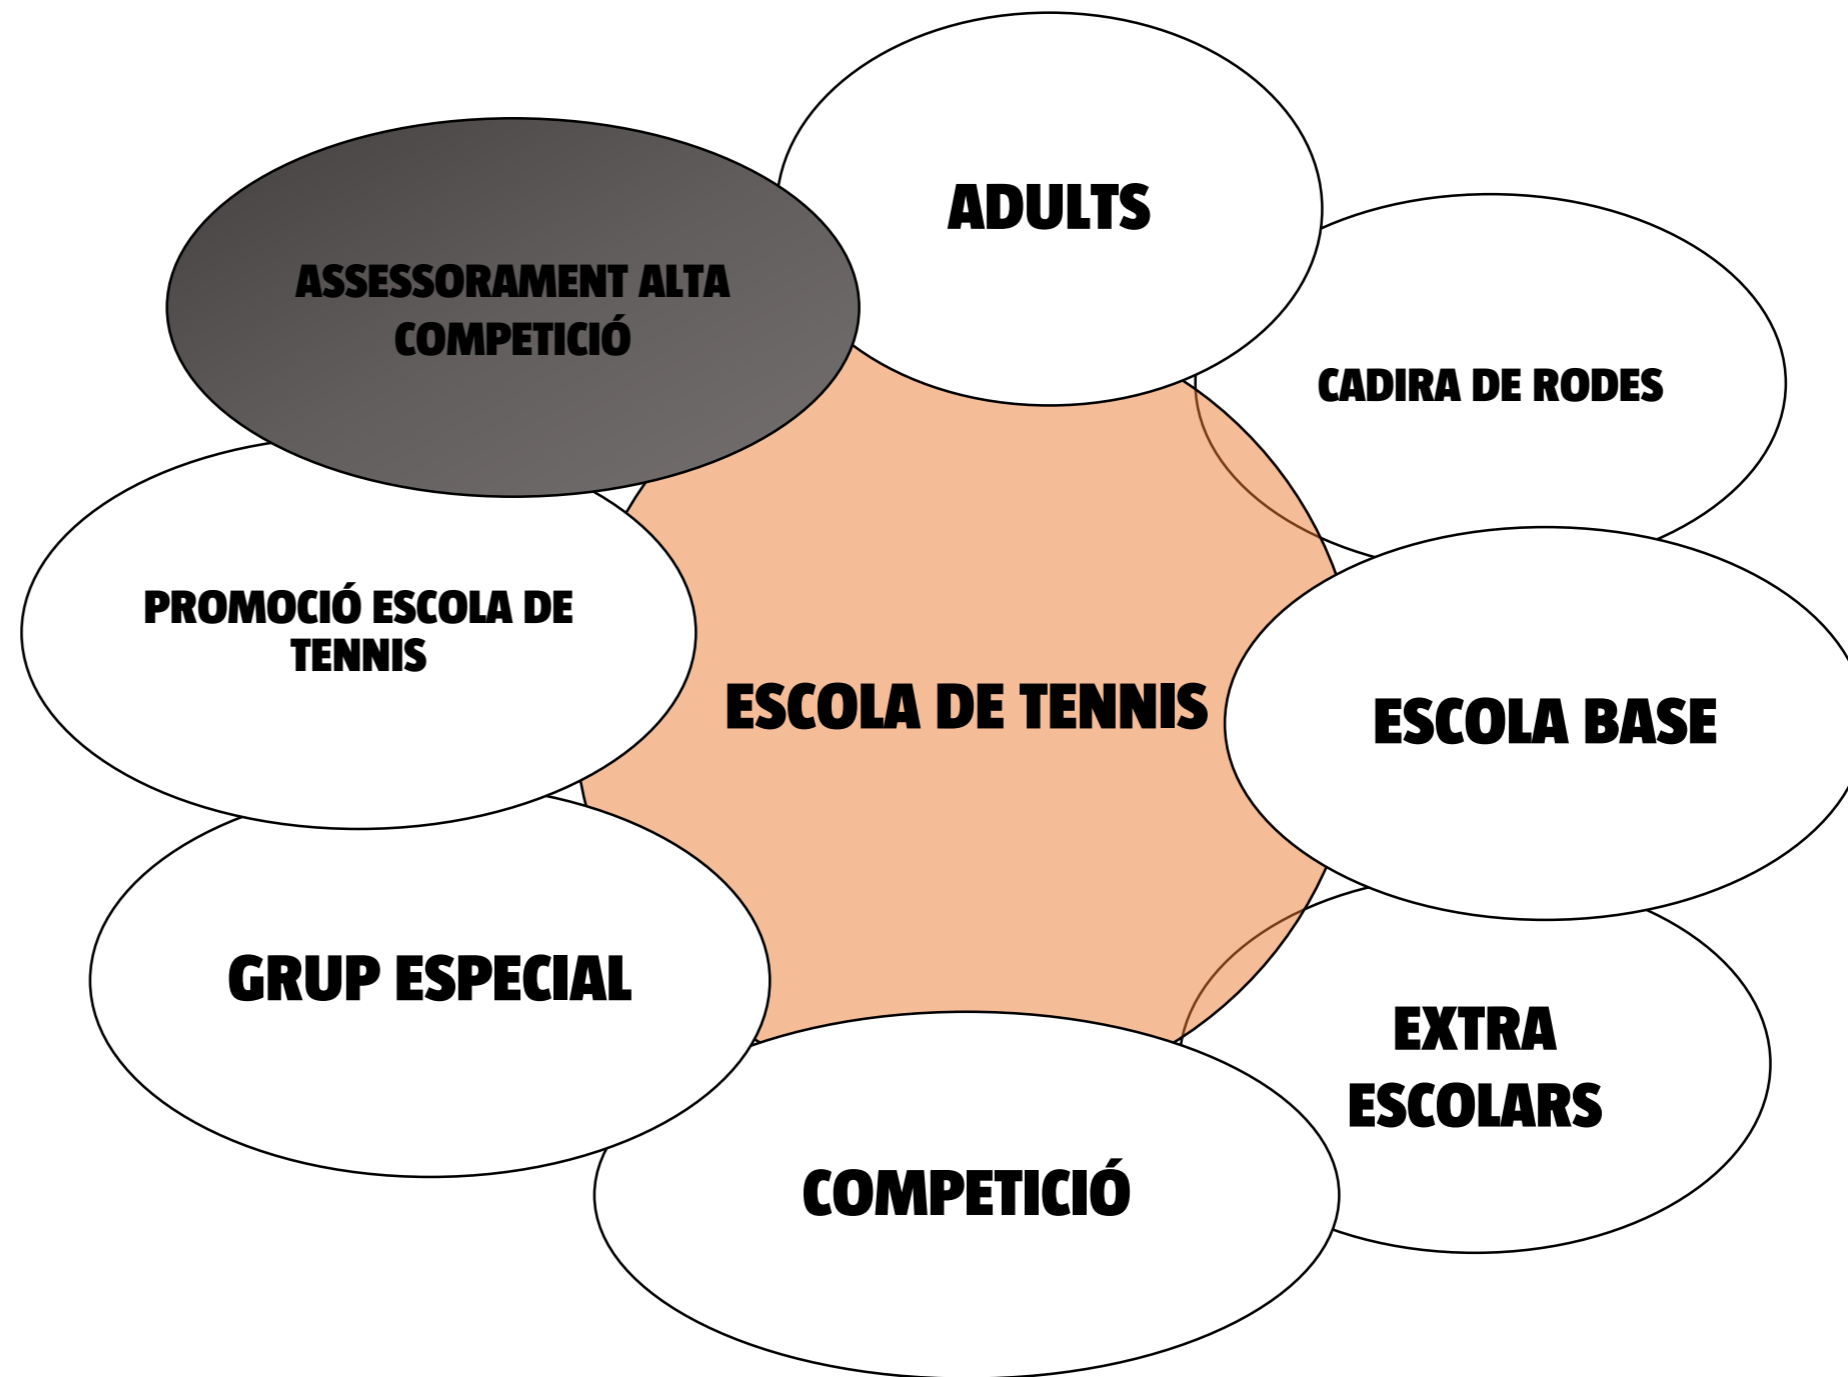 ADULTS
ASSESSORAMENT ALTA
COMPETICIÓ
CADIRA DE RODES
PROMOCIÓ ESCOLA DE
TENNIS
ESCOLA DE TENNIS
ESCOLA BASE
GRUP ESPECIAL
EXTRA
ESCOLARS
COMPETICIÓ